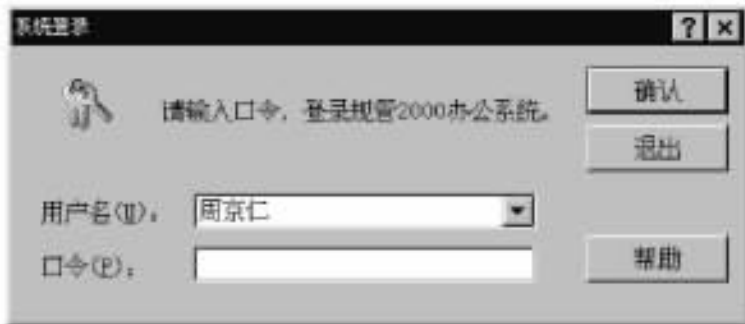 系统登录
请输入口令，登录规管2000办公系统。
确认
退出
用户名(U)：
周京仁
口令(P)：
帮助